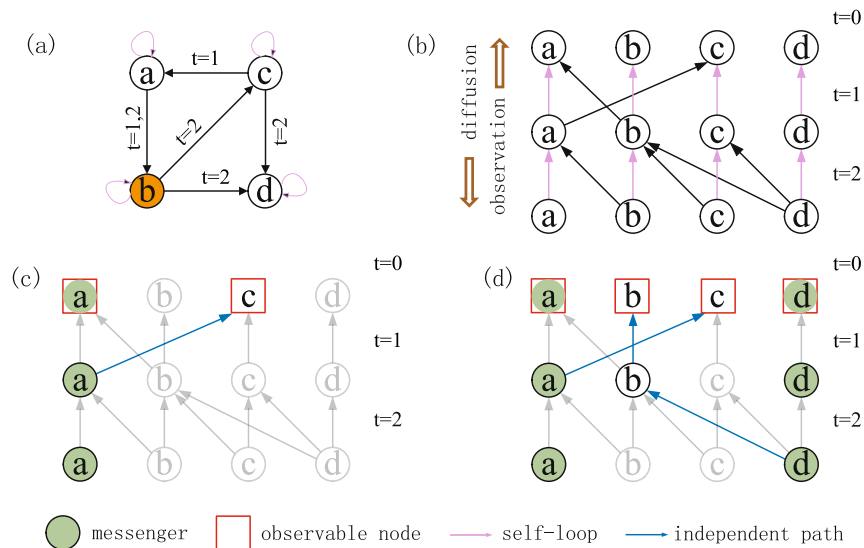 (a)
a
t=1
c
t=1,2
t=2
t=2
b
t=2
d
(b)
diffusion
observation
a b c d
t=0
t=1
a b c d
t=2
a b c d
(c)
a b c d
t=0
t=1
a b c d
t=2
a b c d
(d)
a b c d
t=0
t=1
a b c d
t=2
a b c d
messenger
observable node
self-loop
independent path